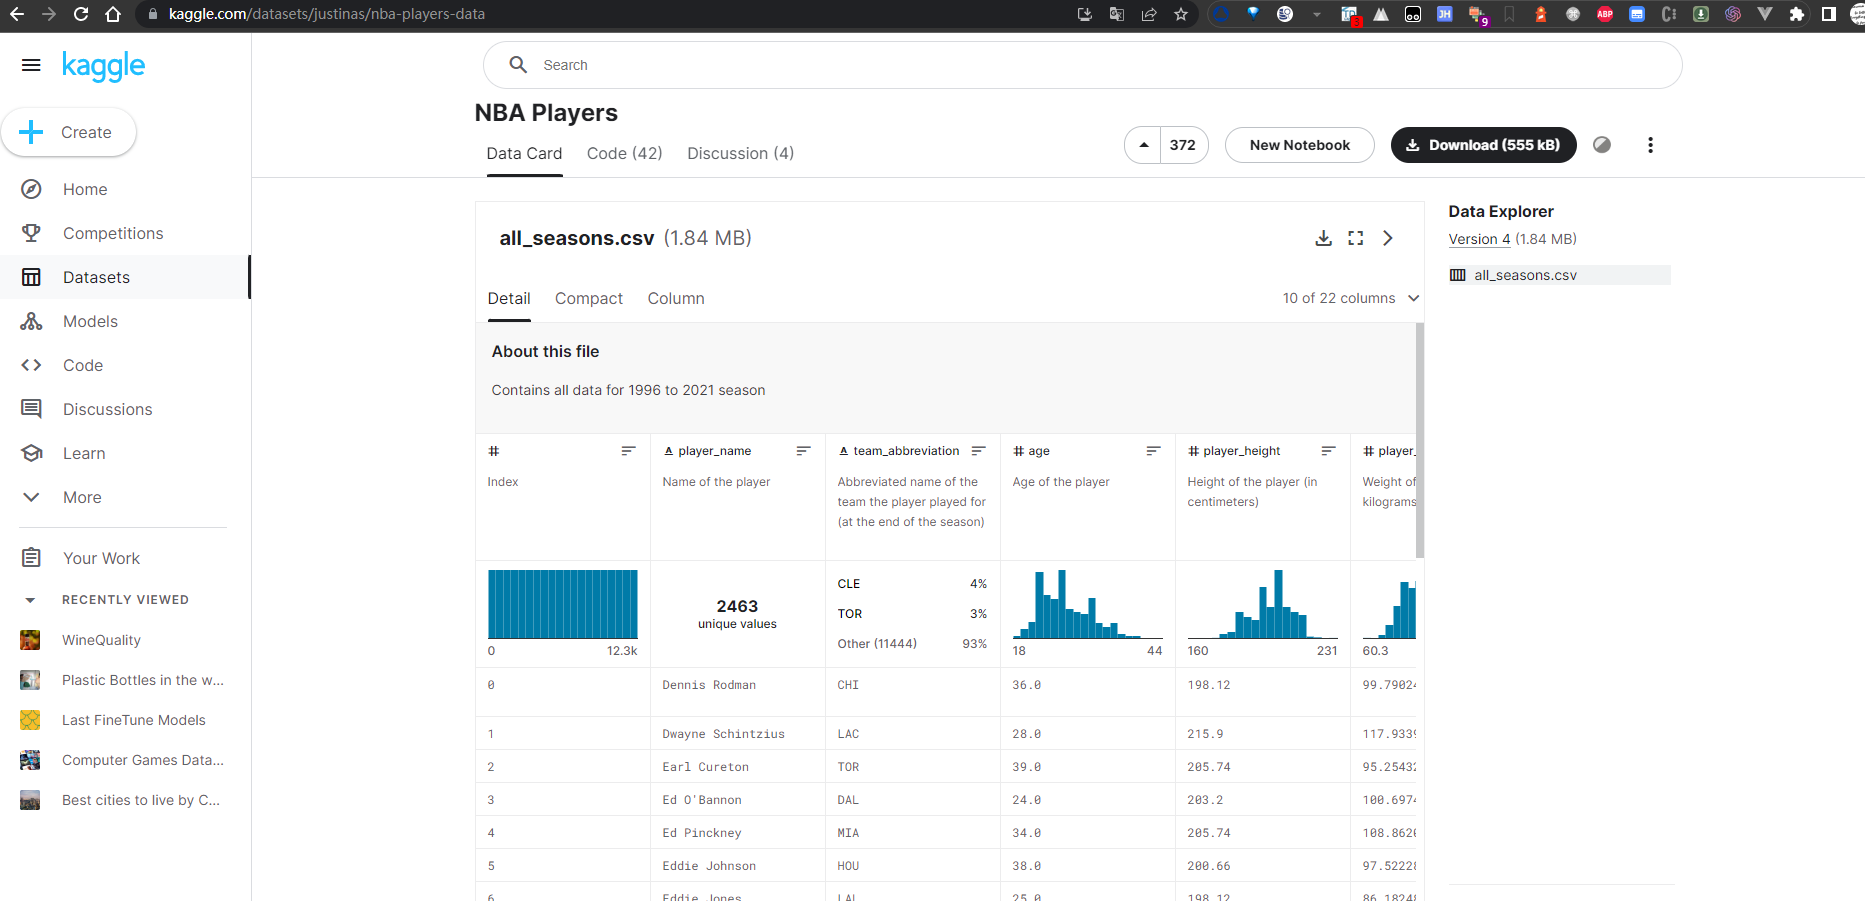 kaggle.com/datasets/justinas/nba-players-data
kaggle
Search
Create
Home
Competitions
Datasets
Models
Code
Discussions
Learn
More
Your Work
RECENTLY VIEWED
WineQuality
Plastic Bottles in the w...
Last FineTune Models
Computer Games Data...
Best cities to live by C...
NBA Players
Data Card
Code (42)
Discussion (4)
372
New Notebook
Download (555 kB)
all_seasons.csv (1.84 MB)
Detail
Compact
Column
10 of 22 columns
About this file
Contains all data for 1996 to 2021 season
# player_name team_abbreviation # age # player_height # player_
Index
Name of the player
Abbreviated name of the
team the player played for
(at the end of the season)
Age of the player
Height of the player (in
centimeters)
Weight of
kilograms
0 12.3k
2463
unique values
CLE 4%
TOR 3%
Other (11444) 93%
18 44
160 231
60.3
0 Dennis Rodman CHI 36.0 198.12 99.79024
1 Dwayne Schintzius LAC 28.0 215.9 117.9339
2 Earl Cureton TOR 39.0 205.74 95.25432
3 Ed O'Bannon DAL 24.0 203.2 100.6974
4 Ed Pinckney MIA 34.0 205.74 108.8620
5 Eddie Johnson HOU 38.0 200.66 97.52228
6 Eddie Jones LAL 25.0 198.12 86.18248
Data Explorer
Version 4 (1.84 MB)
all_seasons.csv